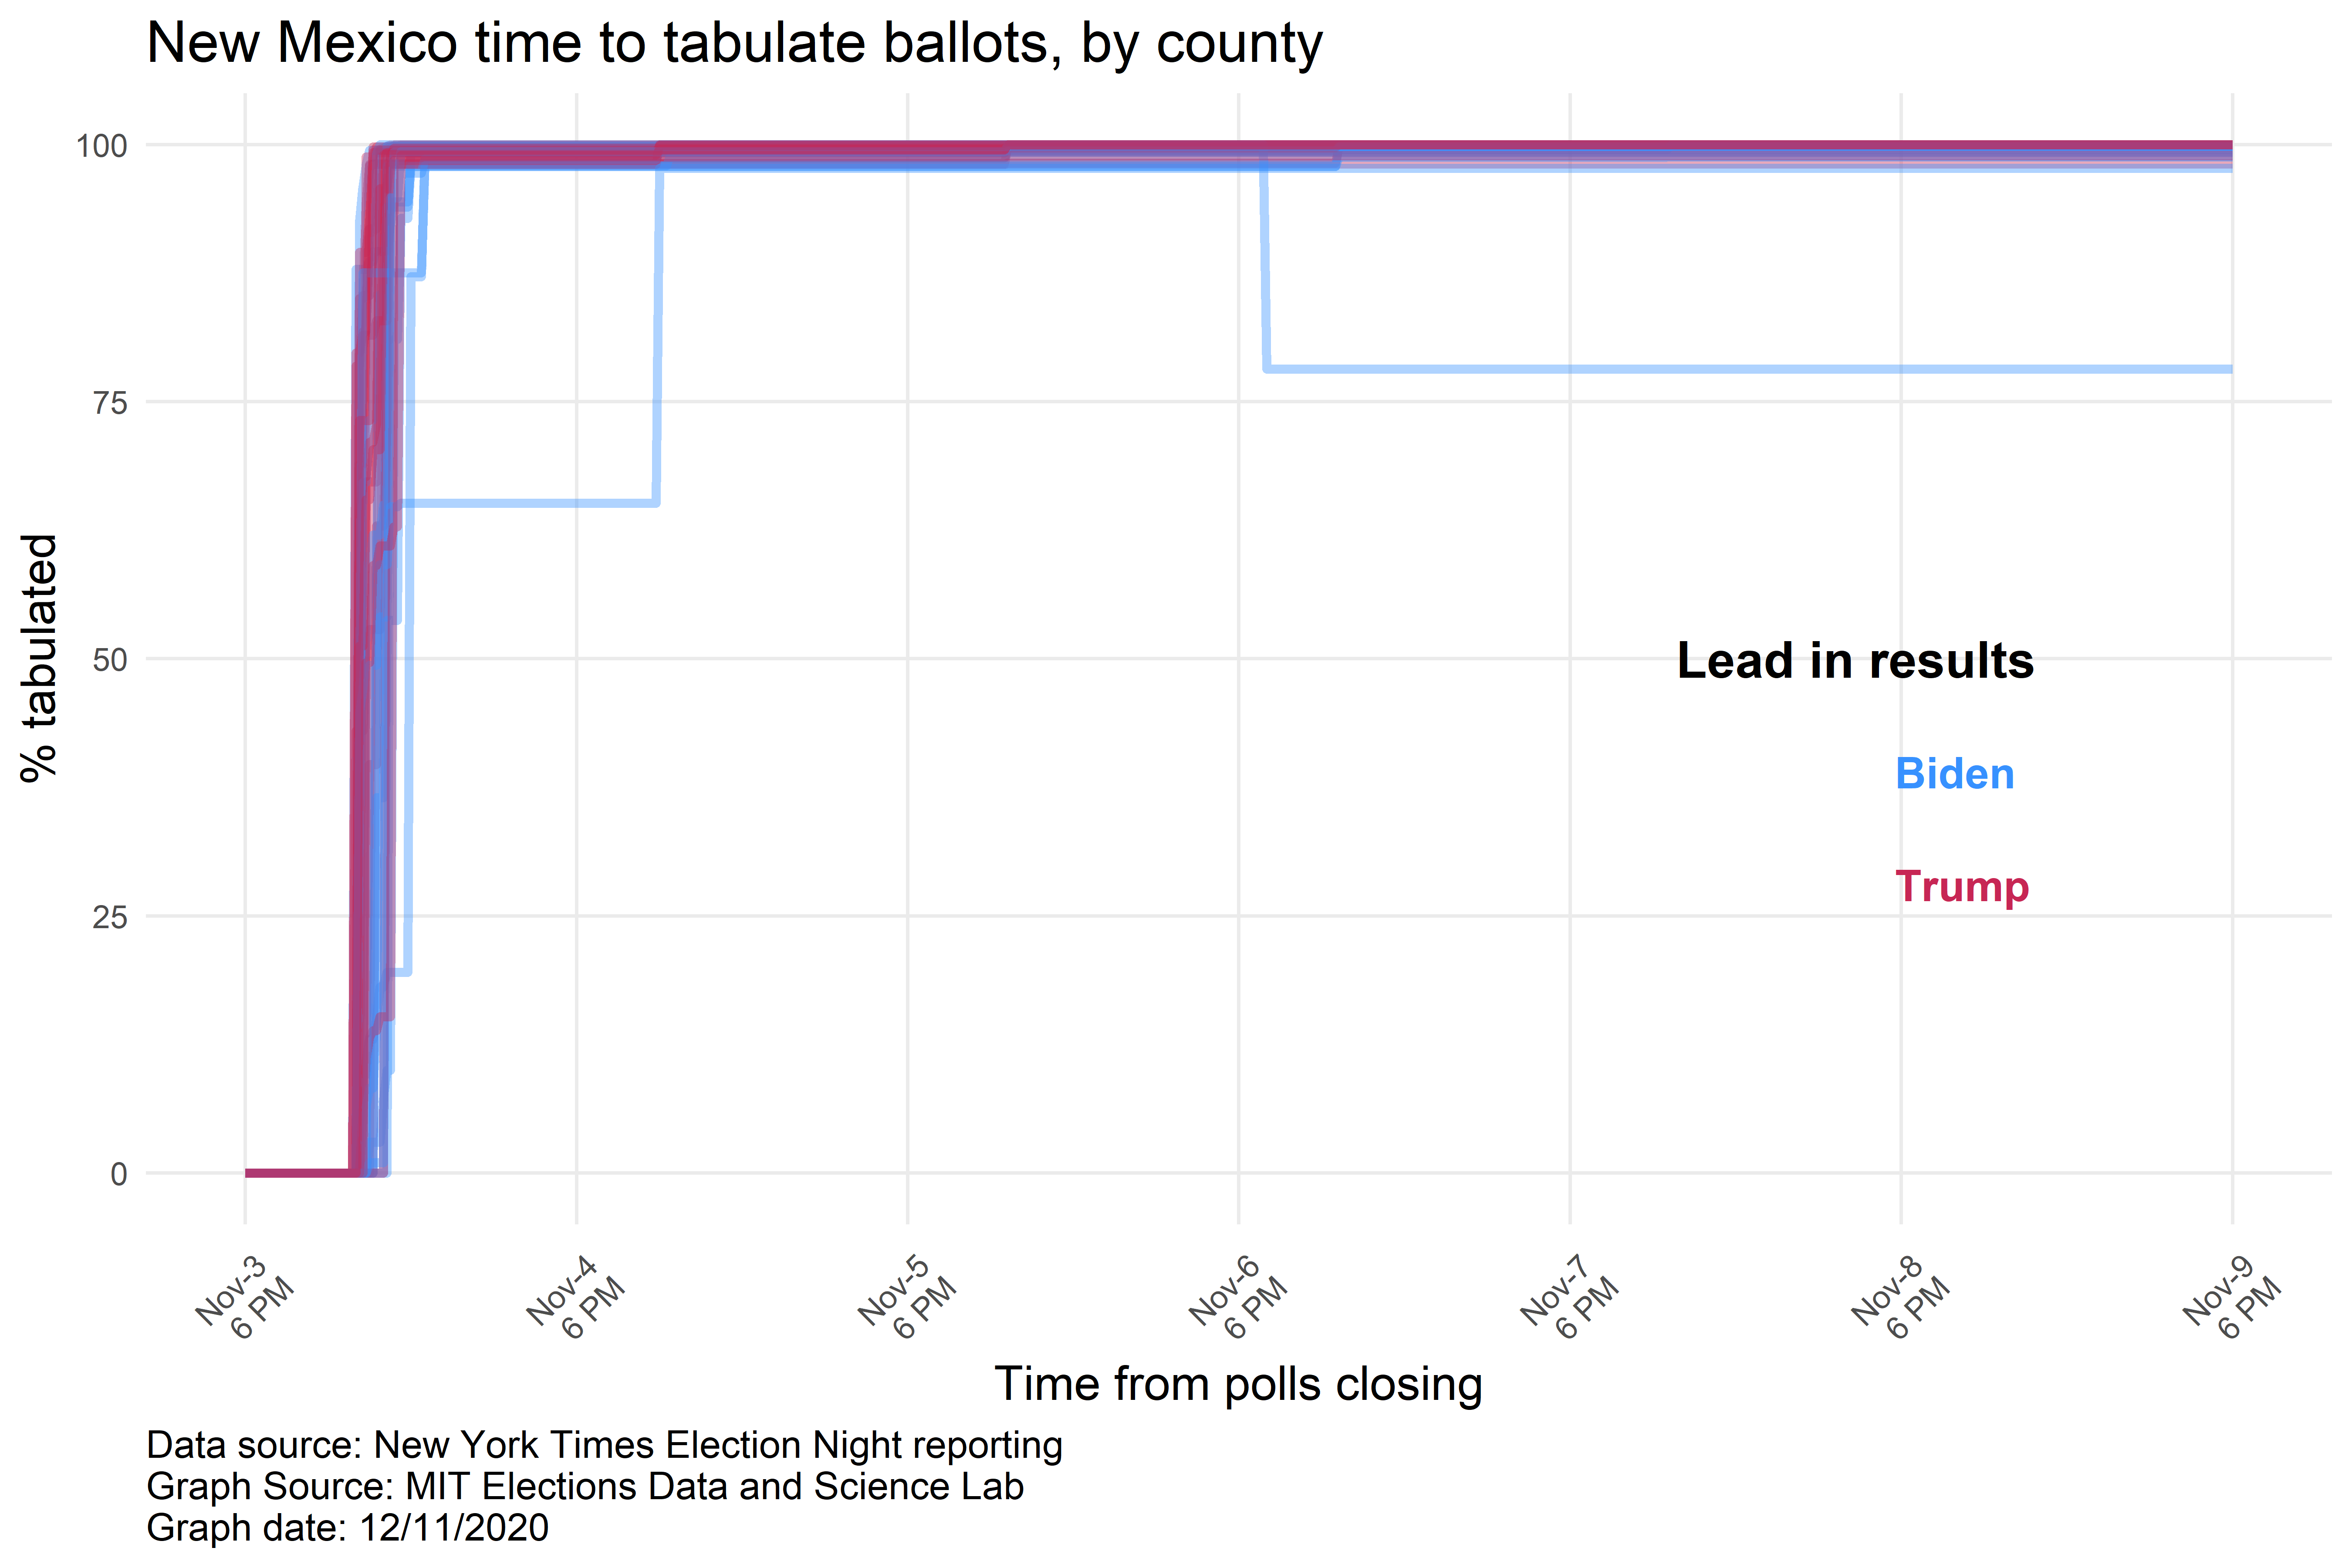 New Mexico time to tabulate ballots, by county
100
75
50
25
0
% tabulated
Lead in results
Biden
Trump
Nov-3
6 PM
Nov-4
6 PM
Nov-5
6 PM
Nov-6
6 PM
Nov-7
6 PM
Nov-8
6 PM
Nov-9
6 PM
Time from polls closing
Data source: New York Times Election Night reporting
Graph Source: MIT Elections Data and Science Lab
Graph date: 12/11/2020